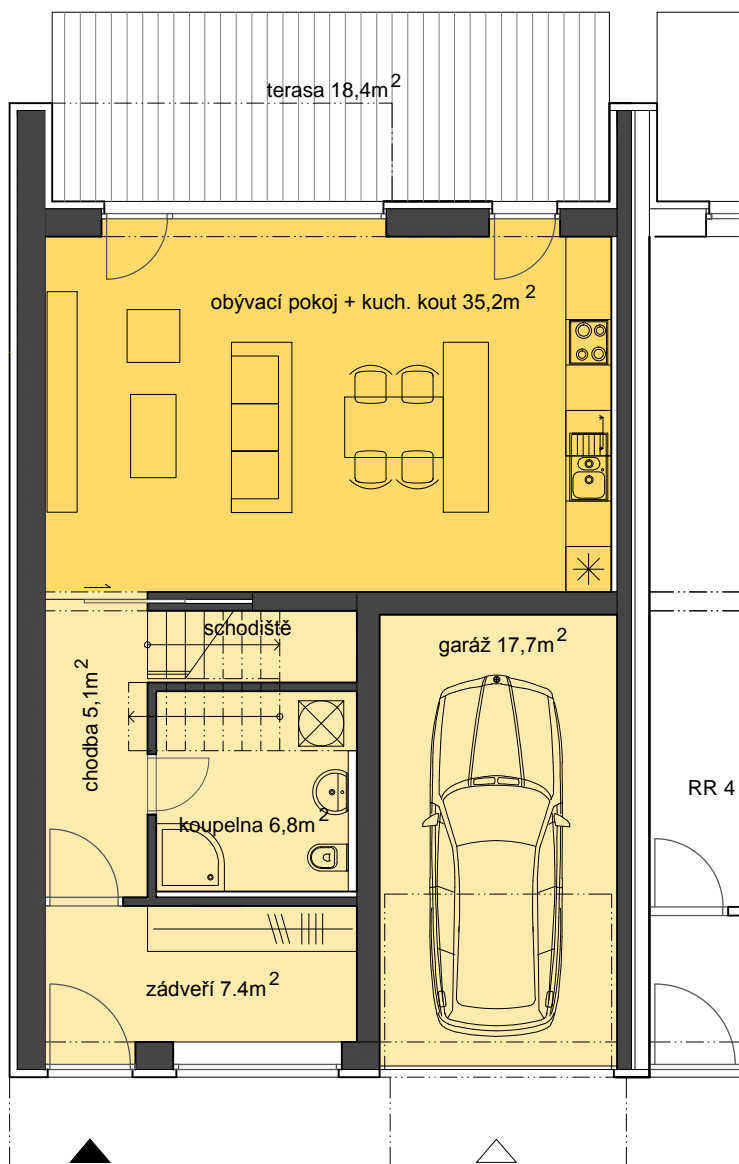 terasa 18,4m²
obývací pokoj + kuch. kout 35,2m²
schodiště
garáž 17,7m²
chodba 5,1m²
RR 4
koupelna 6,8m²
zádveří 7.4m²